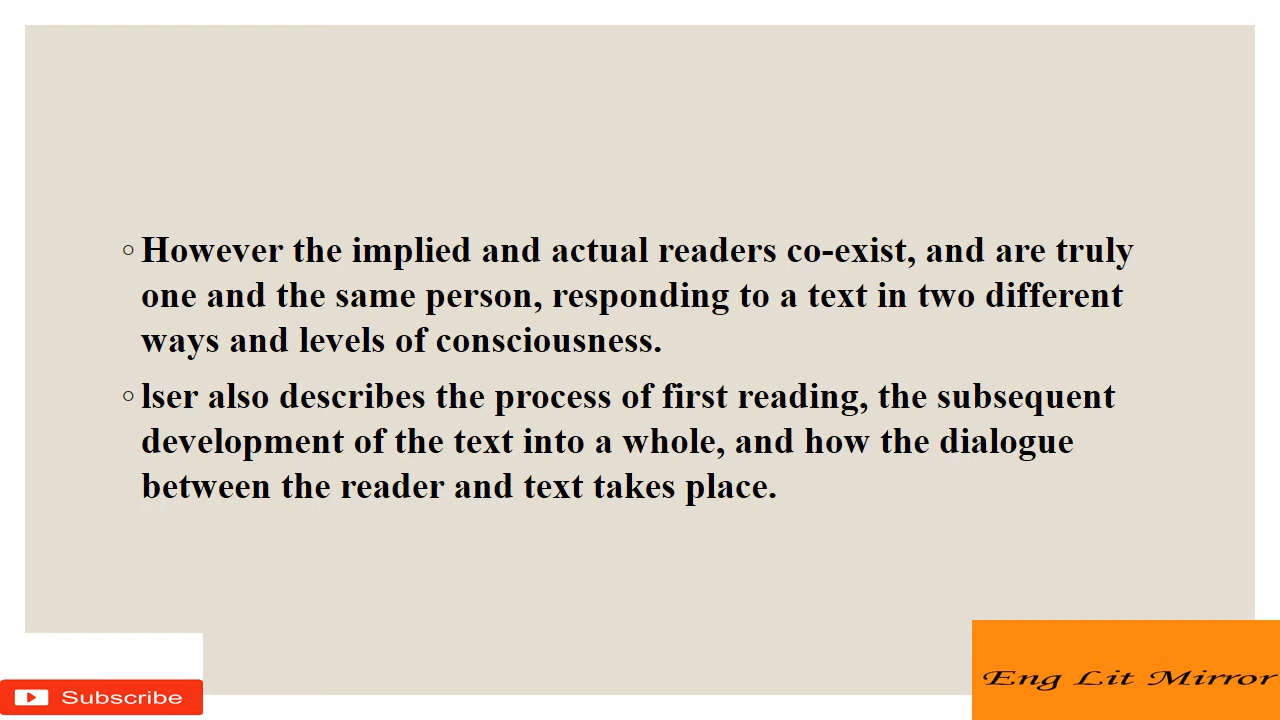 ◦ However the implied and actual readers co-exist, and are truly
one and the same person, responding to a text in two different
ways and levels of consciousness.
◦ lser also describes the process of first reading, the subsequent
development of the text into a whole, and how the dialogue
between the reader and text takes place.
Subscribe
Eng Lit Mirror